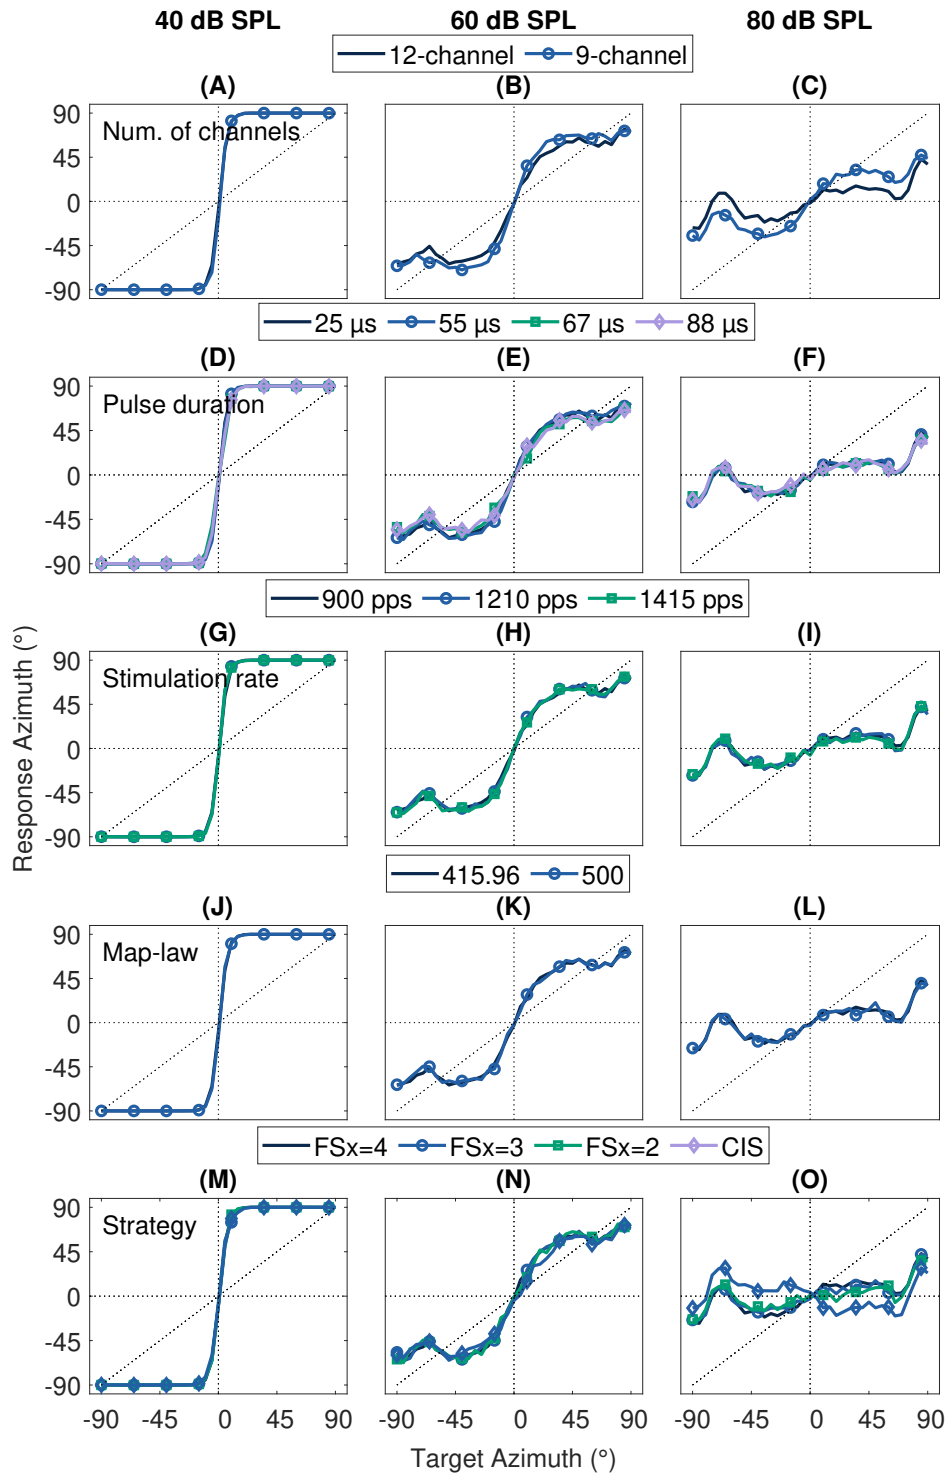 40 dB SPL 60 dB SPL 80 dB SPL
12-channel 9-channel
(A) (B) (C)
90
Num. of channels
45
0
-45
-90
25 µs 55 µs 67 µs 88 µs
(D) (E) (F)
90
Pulse duration
45
0
-45
-90
900 pps 1210 pps 1415 pps
(G) (H) (I)
90
Stimulation rate
45
0
-45
-90
Response Azimuth (°)
415.96 500
(J) (K) (L)
90
Map-law
45
0
-45
-90
FSx=4 FSx=3 FSx=2 CIS
(M) (N) (O)
90
Strategy
45
0
-45
-90
-90 -45 0 45 90 -90 -45 0 45 90 -90 -45 0 45 90
Target Azimuth (°)